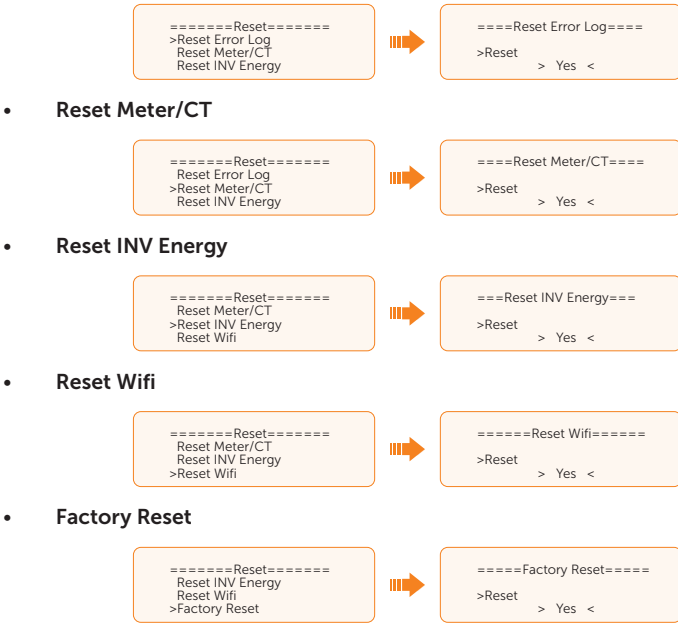 =======Reset=======
>Reset Error Log
Reset Meter/CT
Reset INV Energy
====Reset Error Log====
>Reset
> Yes <
• Reset Meter/CT
=======Reset=======
Reset Error Log
>Reset Meter/CT
Reset INV Energy
====Reset Meter/CT====
>Reset
> Yes <
• Reset INV Energy
=======Reset=======
Reset Meter/CT
>Reset INV Energy
Reset Wifi
===Reset INV Energy===
>Reset
> Yes <
• Reset Wifi
=======Reset=======
Reset Meter/CT
Reset INV Energy
>Reset Wifi
======Reset Wifi======
>Reset
> Yes <
• Factory Reset
=======Reset=======
Reset INV Energy
Reset Wifi
>Factory Reset
=====Factory Reset=====
>Reset
> Yes <